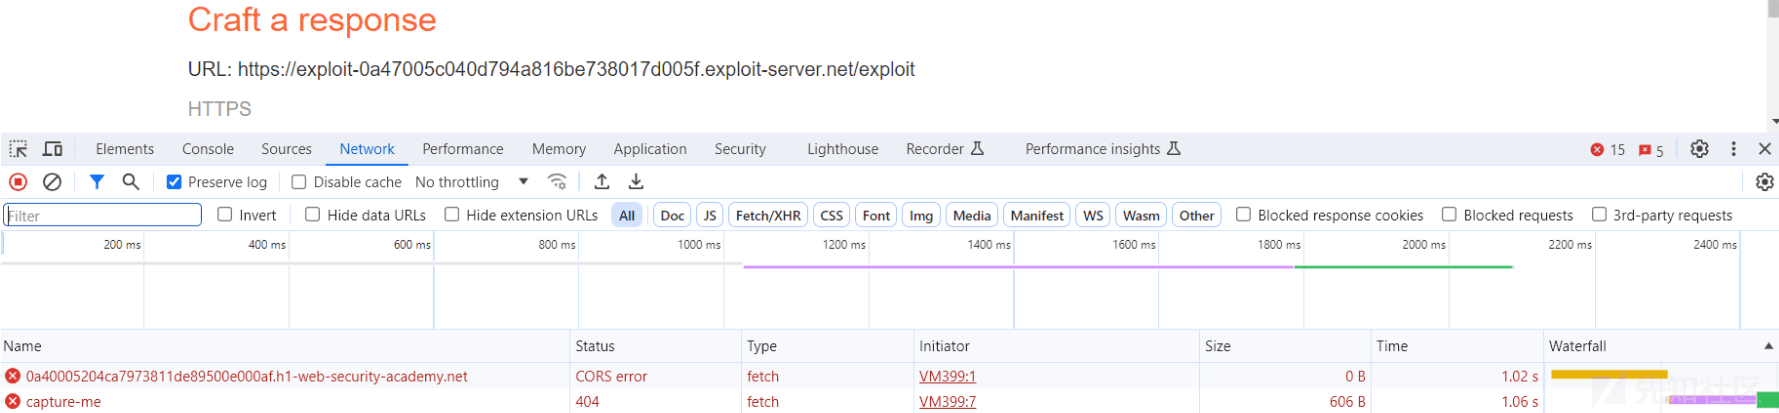 Craft a response
URL: https://exploit-0a47005c040d794a816be738017d005f.exploit-server.net/exploit
HTTPS
Elements Console Sources Network Performance Memory Application Security Lighthouse Recorder Performance insights 15 5
Preserve log Disable cache No throttling
Filter Invert Hide data URLs Hide extension URLs All Doc JS Fetch/XHR CSS Font Img Media Manifest WS Wasm Other Blocked response cookies Blocked requests 3rd-party requests
200 ms 400 ms 600 ms 800 ms 1000 ms 1200 ms 1400 ms 1600 ms 1800 ms 2000 ms 2200 ms 2400 ms
Name Status Type Initiator Size Time Waterfall
0a40005204ca7973811de89500e000af.h1-web-security-academy.net CORS error fetch VM399:1 0 B 1.02 s
capture-me 404 fetch VM399:7 606 B 1.06 s
先知社区